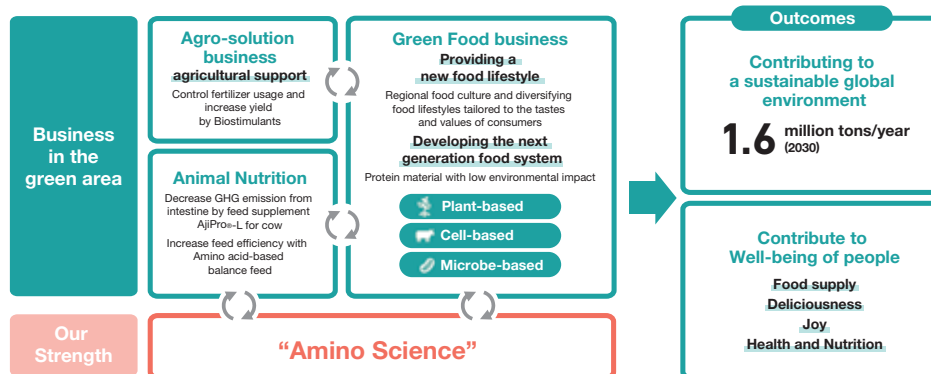 Business
in the
green area
Agro-solution
business
agricultural support
Control fertilizer usage and
increase yield
by Biostimulants
Animal Nutrition
Decrease GHG emission from
intestine by feed supplement
AjiPro®-L for cow
Increase feed efficiency with
Amino acid-based
balance feed
Green Food business
Providing a
new food lifestyle
Regional food culture and diversifying
food lifestyles tailored to the tastes
and values of consumers
Developing the next
generation food system
Protein material with low environmental impact
Plant-based
Cell-based
Microbe-based
Our
Strength
“Amino Science”
Outcomes
Contributing to
a sustainable global
environment
1.6 million tons/year
(2030)
Contribute to
Well-being of people
Food supply
Deliciousness
Joy
Health and Nutrition